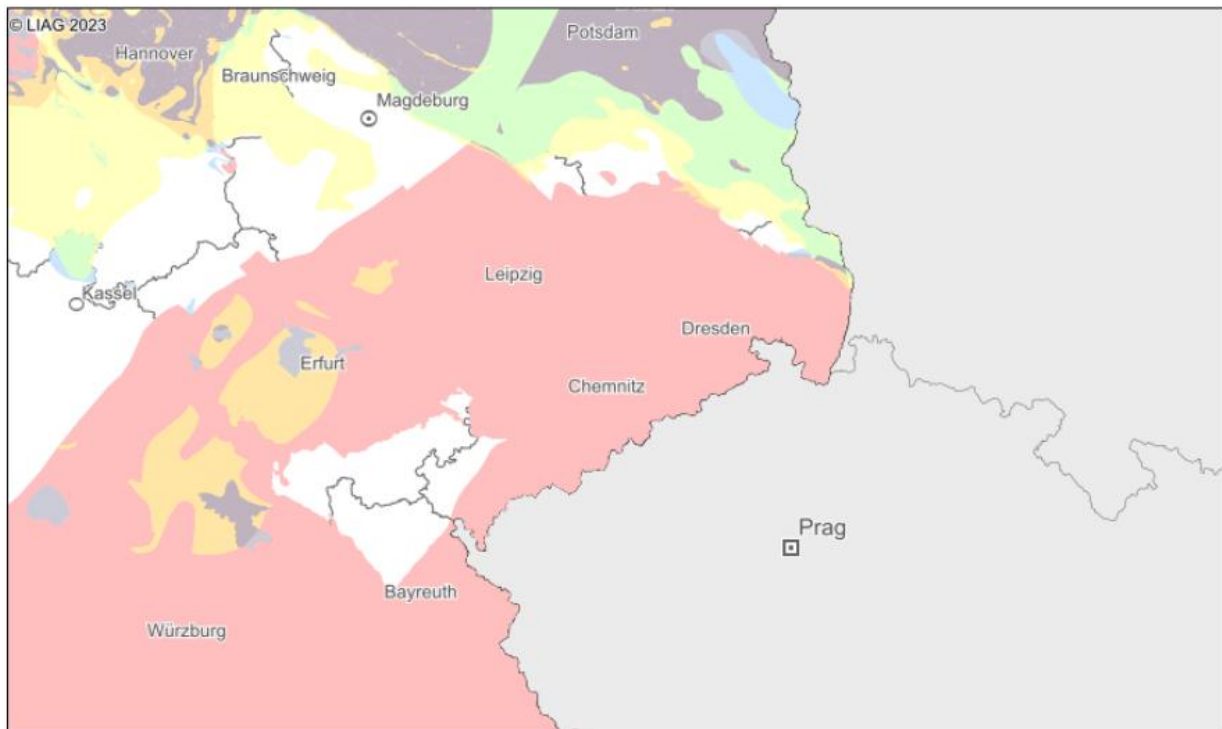 © LIAG 2023
Potsdam
Hannover
Braunschweig
Magdeburg
Leipzig
Kassel
Dresden
Erfurt
Chemnitz
Prag
Bayreuth
Würzburg